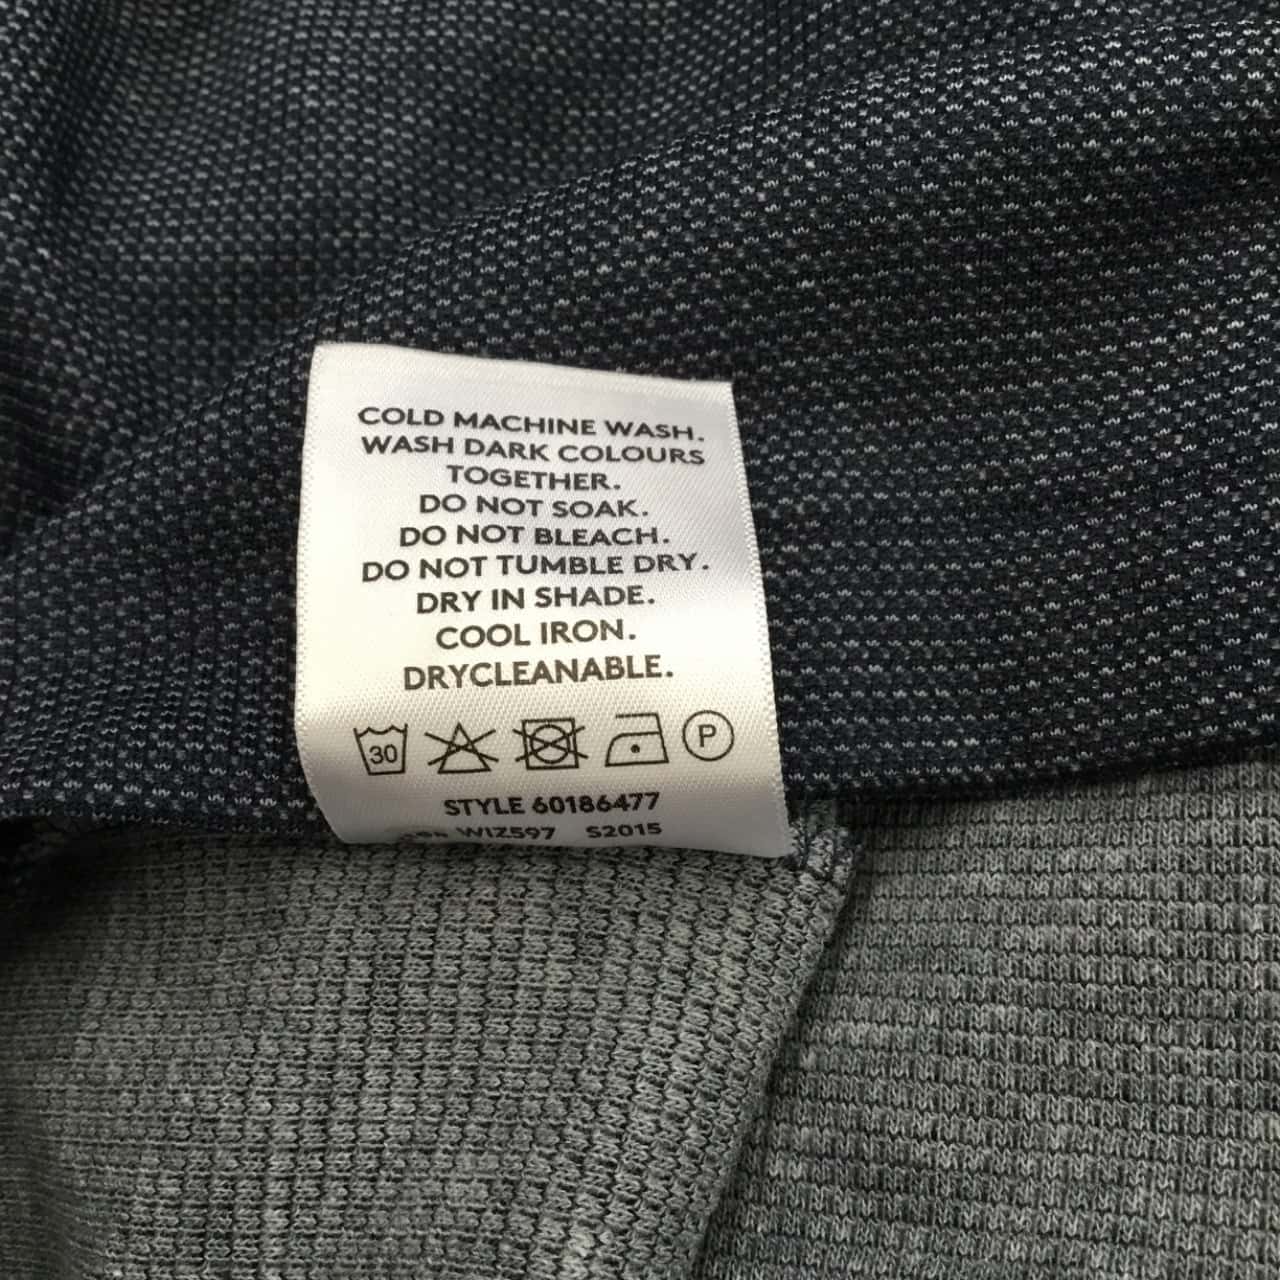 COLD MACHINE WASH.
WASH DARK COLOURS
TOGETHER.
DO NOT SOAK.
DO NOT BLEACH.
DO NOT TUMBLE DRY.
DRY IN SHADE.
COOL IRON.
DRYCLEANABLE.
30 P
STYLE 60186477
WIZ597 S2015